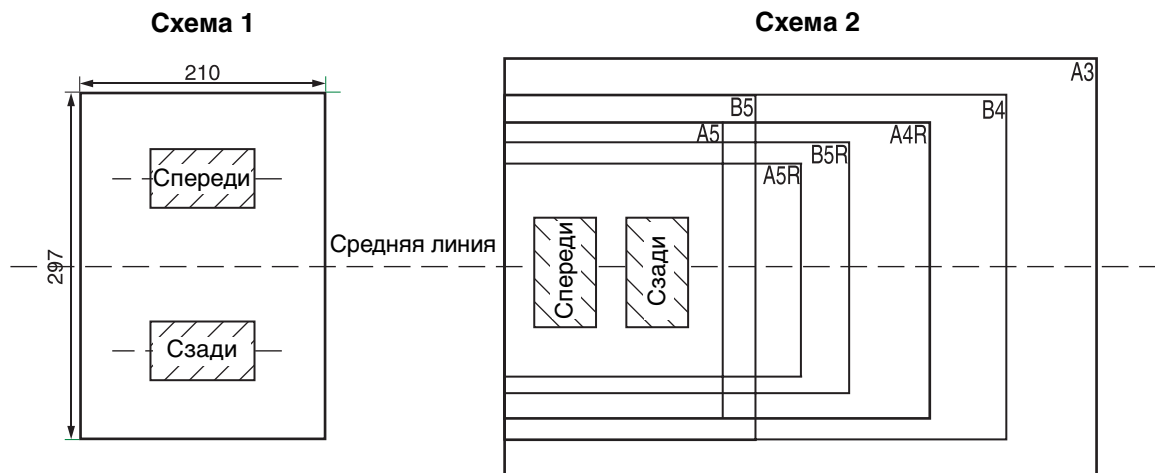 Схема 1
Схема 2
210
297
Спереди
Сзади
Средняя линия
A3
B4
B5
A4R
A5
B5R
A5R
Спереди
Сзади